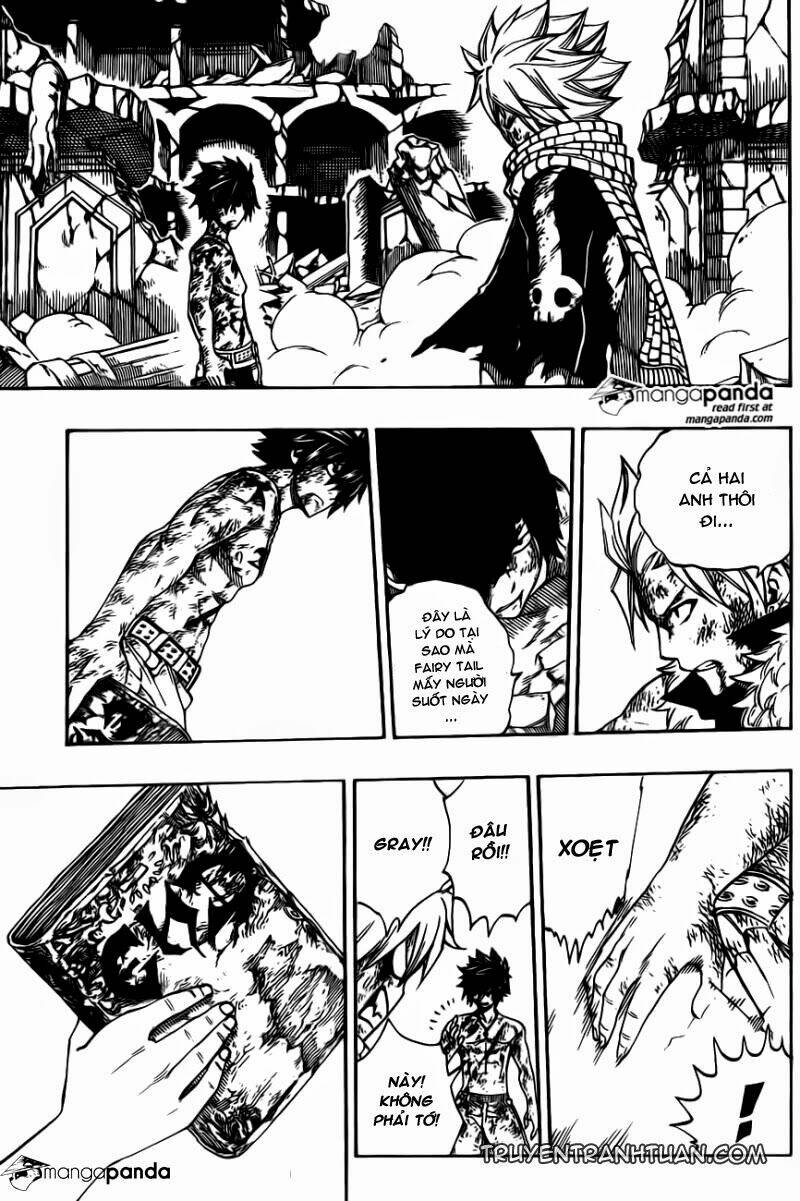 mangapanda
read first at
mangapanda.com
CẢ HAI
ANH THÔI
ĐI...
ĐÂY LÀ
LÝ DO TẠI
SAO MÀ
FAIRY TAIL
MẤY NGƯỜI
SUỐT NGÀY
...
XOẸT
!
ĐÂU
RỒI!!
GRAY!!
NÀY!
KHÔNG
PHẢI TỚ!
mangapanda
TRUYENTRANHTUAN.COM